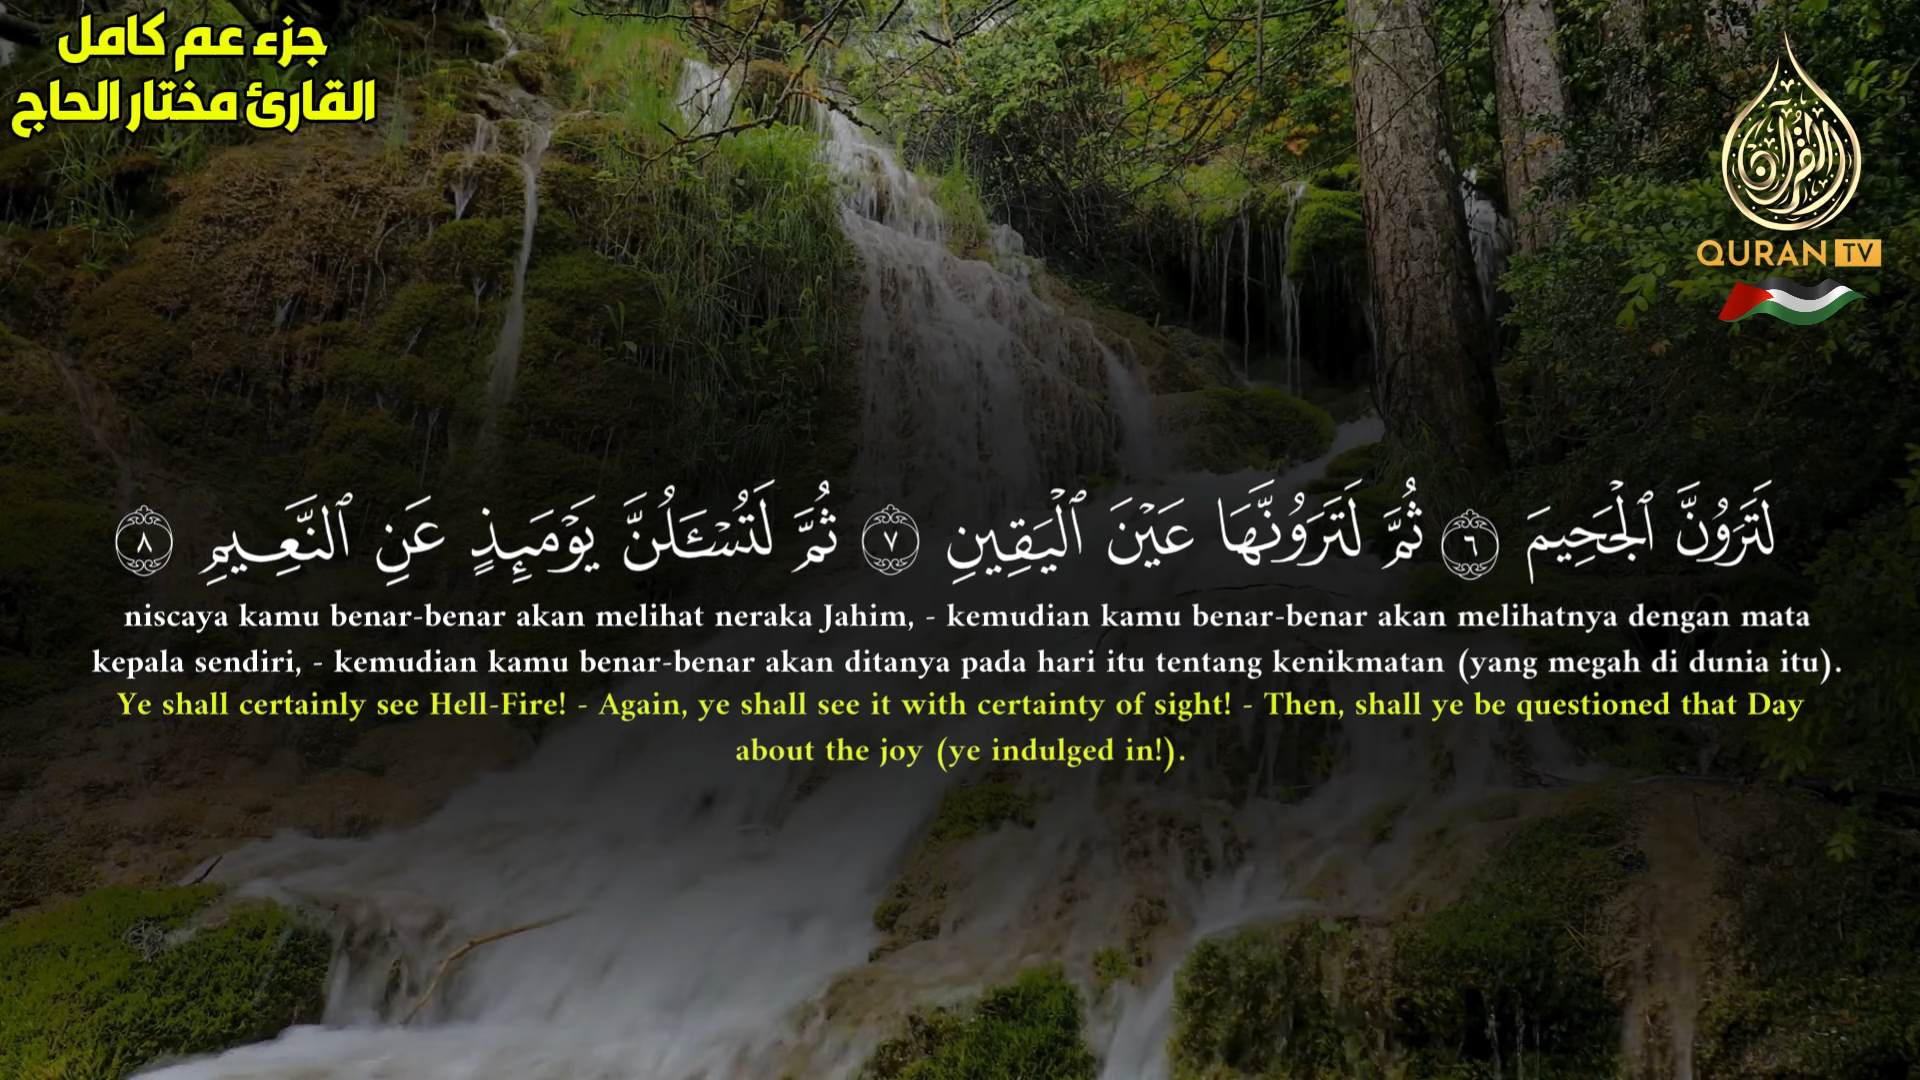 جزء عم كامل
القارئ مختار الحاج
القرآن
QURAN TV
لَتَرَوُنَّ ٱلْجَحِيمَ ٦ ثُمَّ لَتَرَوُنَّهَا عَيْنَ ٱلْيَقِينِ ٧ ثُمَّ لَتُسْـَٔلُنَّ يَوْمَئِذٍ عَنِ ٱلنَّعِيمِ ٨
niscaya kamu benar-benar akan melihat neraka Jahim, - kemudian kamu benar-benar akan melihatnya dengan mata
kepala sendiri, - kemudian kamu benar-benar akan ditanya pada hari itu tentang kenikmatan (yang megah di dunia itu).
Ye shall certainly see Hell-Fire! - Again, ye shall see it with certainty of sight! - Then, shall ye be questioned that Day
about the joy (ye indulged in!).